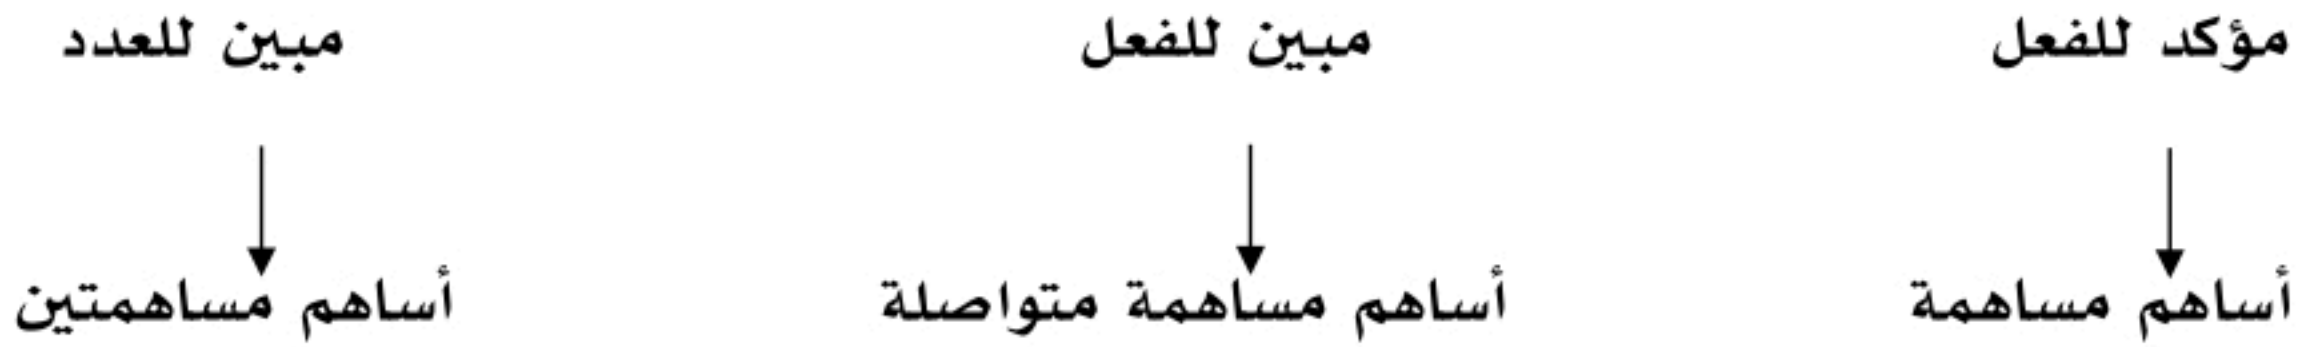 مؤكد للفعل
مبين للفعل
مبين للعدد
أساهم مساهمة
أساهم مساهمة متواصلة
أساهم مساهمتين